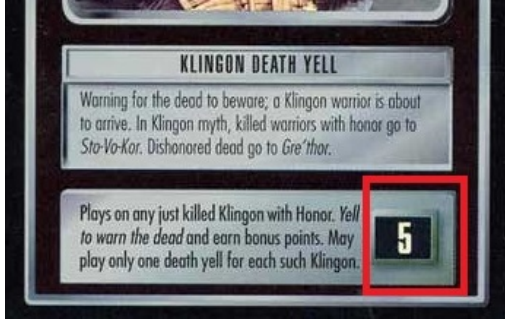 KLINGON DEATH YELL
Warning for the dead to beware; a Klingon warrior is about
to arrive. In Klingon myth, killed warriors with honor go to
Sto-Vo-Kor. Dishonored dead go to Gre'thor.
Plays on any just killed Klingon with Honor. Yell
to warn the dead and earn bonus points. May
play only one death yell for each such Klingon.
5